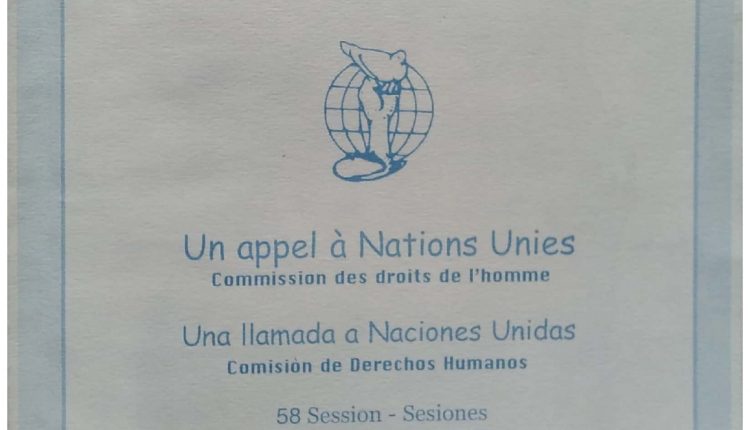 Un appel à Nations Unies
Commission des droits de l'homme
Una llamada a Naciones Unidas
Comisiòn de Derechos Humanos
58 Session - Sesiones